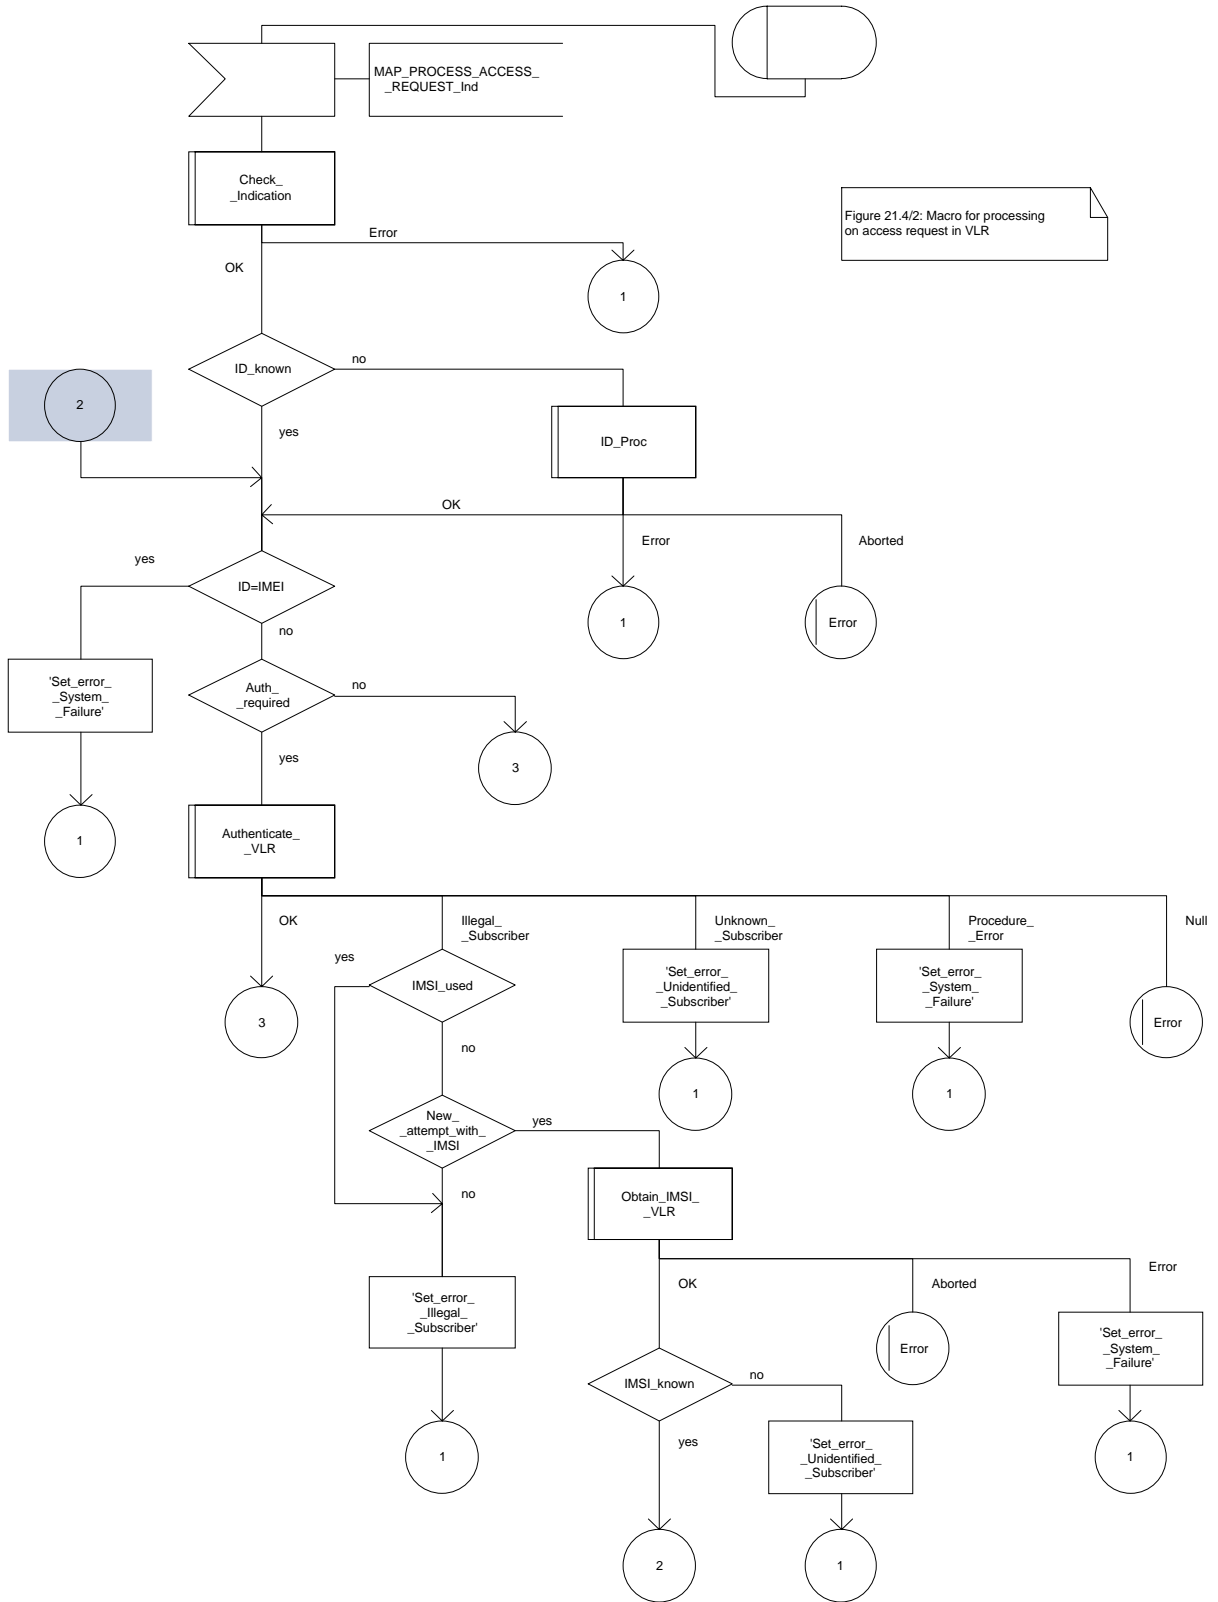 MAP_PROCESS_ACCESS_
_REQUEST_Ind
Check_
_Indication
Figure 21.4/2: Macro for processing
on access request in VLR
Error
OK
1
ID_known
no
2
yes
ID_Proc
OK
Error
Aborted
yes
ID=IMEI
1
Error
no
'Set_error_
_System_
_Failure'
Auth_
_required
no
yes
3
1
Authenticate_
_VLR
OK
Illegal_
_Subscriber
Unknown_
_Subscriber
Procedure_
_Error
Null
yes
IMSI_used
'Set_error_
_Unidentified_
_Subscriber'
'Set_error_
_System_
_Failure'
3
Error
no
1
1
New_
_attempt_with_
_IMSI
yes
no
Obtain_IMSI_
_VLR
OK
Aborted
Error
'Set_error_
_Illegal_
_Subscriber'
Error
'Set_error_
_System_
_Failure'
IMSI_known
no
yes
1
'Set_error_
_Unidentified_
_Subscriber'
1
2
1